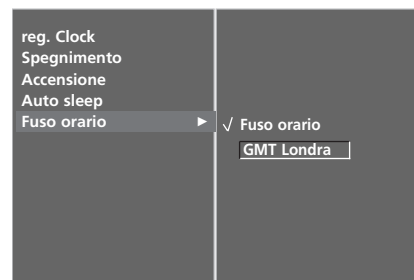 reg. Clock
Spegnimento
Accensione
Auto sleep
Fuso orario ►
√ Fuso orario
GMT Londra